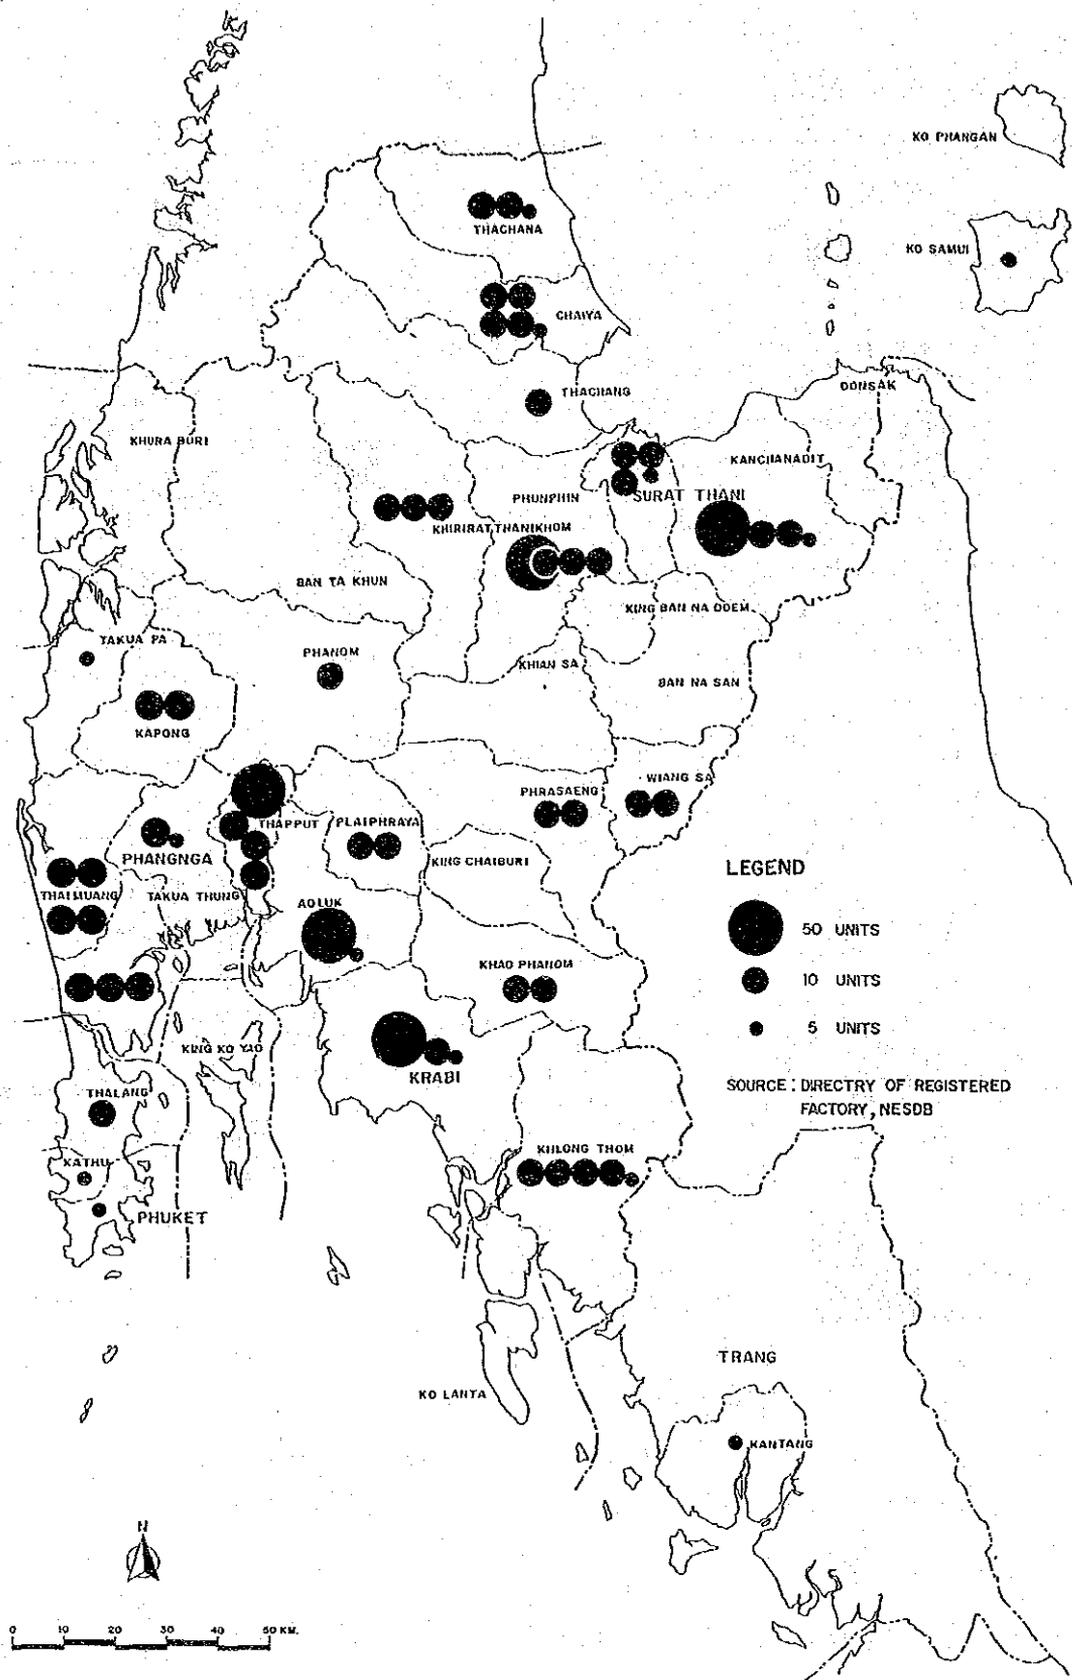 KO PHANGAN
THACHANA
KO SAMUI
CHAIYA
THACHANG
DONSAK
KHURA BURI
KANCHANADIT
PHUNPHIN
SURAT THANI
KHIRIRATTHANIKHOM
BAN TA KHUN
KING BAN NA DOEM
TAKUA PA
PHANOM
KHIAN SA
BAN NA SAN
KAPONG
WIANG SA
PHRASAENG
THAPPUT
PLAIPHRAYA
PHANGNGA
KING CHAIBURI
LEGEND
THAIMUANG
TAKUA THUNG
AOLUK
50 UNITS
KHAO PHANOM
10 UNITS
5 UNITS
KING KO YAO
KRABI
SOURCE : DIRECTRY OF REGISTERED
FACTORY, NESDB
THALANG
KHLONG THOM
KATHU
PHUKET
TRANG
KO LANTA
KANTANG
N
0 10 20 30 40 50 KM.